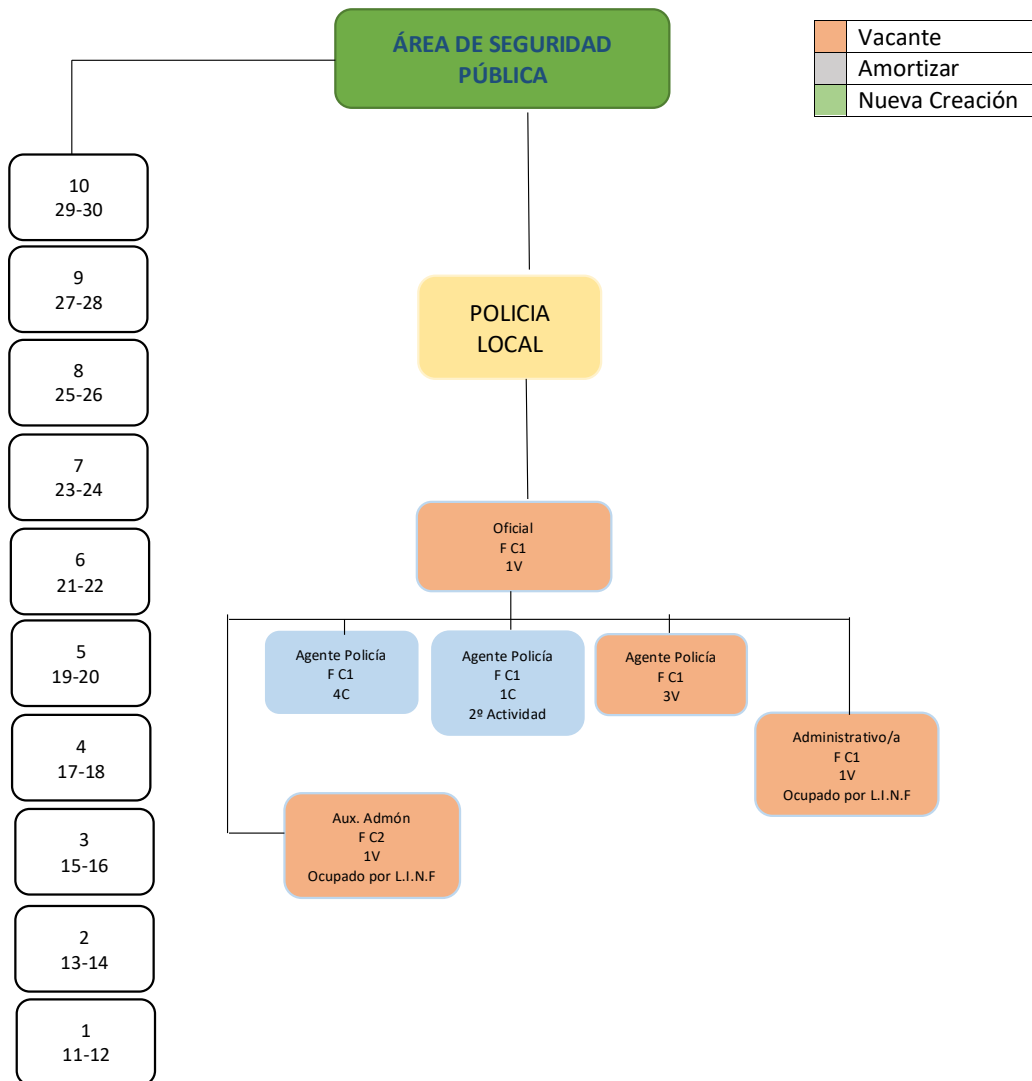 ÁREA DE SEGURIDAD
PÚBLICA
Vacante
Amortizar
Nueva Creación
10
29-30
9
27-28
8
25-26
7
23-24
6
21-22
5
19-20
4
17-18
3
15-16
2
13-14
1
11-12
POLICIA
LOCAL
Oficial
F C1
1V
Agente Policía
F C1
4C
Agente Policía
F C1
1C
2º Actividad
Agente Policía
F C1
3V
Administrativo/a
F C1
1V
Ocupado por L.I.N.F
Aux. Admón
F C2
1V
Ocupado por L.I.N.F